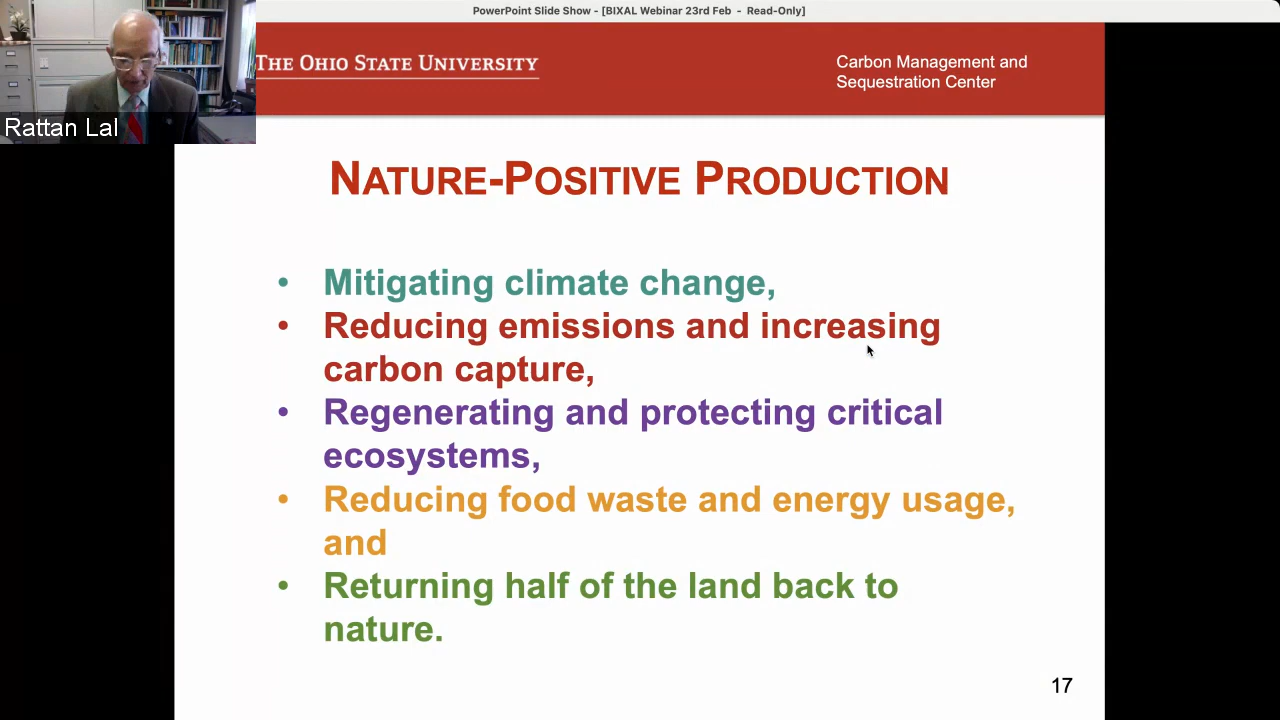 PowerPoint Slide Show - [BIXAL Webinar 23rd Feb - Read-Only]
THE OHIO STATE UNIVERSITY
Carbon Management and
Sequestration Center
Rattan Lal
NATURE-POSITIVE PRODUCTION
• Mitigating climate change,
• Reducing emissions and increasing
carbon capture,
• Regenerating and protecting critical
ecosystems,
• Reducing food waste and energy usage,
and
• Returning half of the land back to
nature.
17